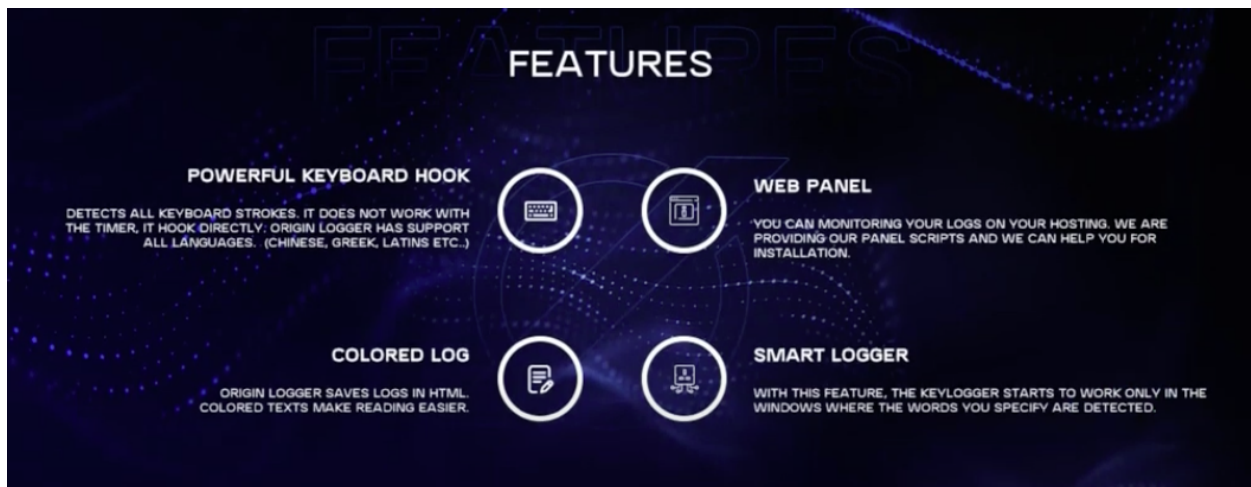 FEATURES
FEATURES
POWERFUL KEYBOARD HOOK
DETECTS ALL KEYBOARD STROKES. IT DOES NOT WORK WITH
THE TIMER, IT HOOK DIRECTLY. ORIGIN LOGGER HAS SUPPORT
ALL LANGUAGES. (CHINESE, GREEK, LATINS ETC..)
WEB PANEL
YOU CAN MONITORING YOUR LOGS ON YOUR HOSTING. WE ARE
PROVIDING OUR PANEL SCRIPTS AND WE CAN HELP YOU FOR
INSTALLATION.
COLORED LOG
ORIGIN LOGGER SAVES LOGS IN HTML.
COLORED TEXTS MAKE READING EASIER.
SMART LOGGER
WITH THIS FEATURE, THE KEYLOGGER STARTS TO WORK ONLY IN THE
WINDOWS WHERE THE WORDS YOU SPECIFY ARE DETECTED.